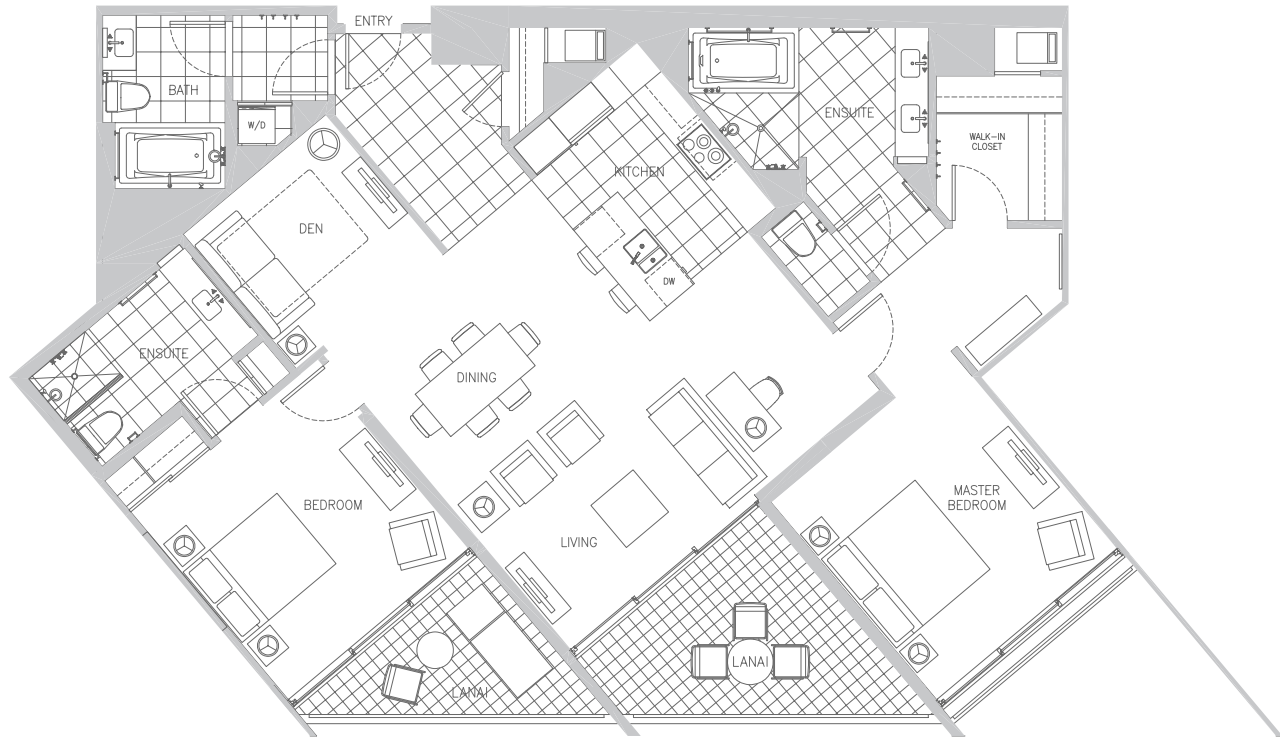 ENTRY
BATH
W/D
ENSUITE
WALK-IN
CLOSET
KITCHEN
DEN
DW
ENSUITE
DINING
BEDROOM
MASTER
BEDROOM
LIVING
LANAI
LANAI